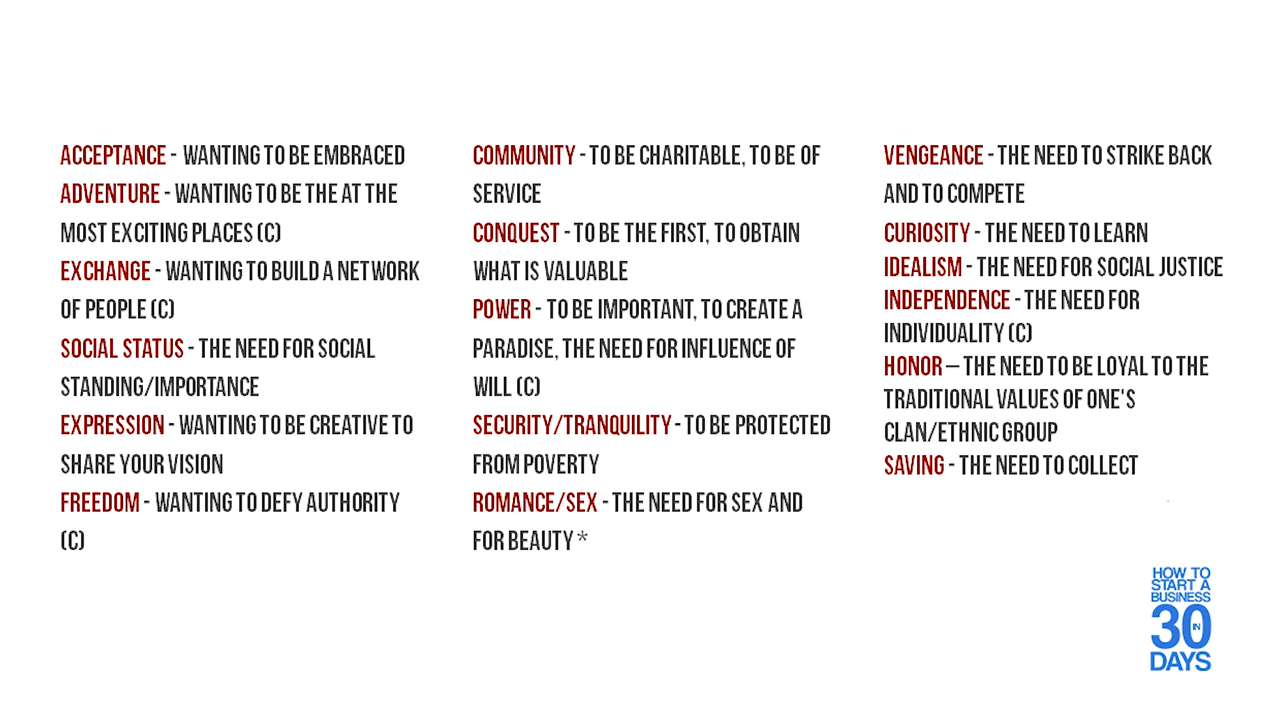 ACCEPTANCE - WANTING TO BE EMBRACED
ADVENTURE - WANTING TO BE THE AT THE
MOST EXCITING PLACES (C)
EXCHANGE - WANTING TO BUILD A NETWORK
OF PEOPLE (C)
SOCIAL STATUS - THE NEED FOR SOCIAL
STANDING/IMPORTANCE
EXPRESSION - WANTING TO BE CREATIVE TO
SHARE YOUR VISION
FREEDOM - WANTING TO DEFY AUTHORITY
(C)
COMMUNITY - TO BE CHARITABLE, TO BE OF
SERVICE
CONQUEST - TO BE THE FIRST, TO OBTAIN
WHAT IS VALUABLE
POWER - TO BE IMPORTANT, TO CREATE A
PARADISE, THE NEED FOR INFLUENCE OF
WILL (C)
SECURITY/TRANQUILITY - TO BE PROTECTED
FROM POVERTY
ROMANCE/SEX - THE NEED FOR SEX AND
FOR BEAUTY *
VENGEANCE - THE NEED TO STRIKE BACK
AND TO COMPETE
CURIOSITY - THE NEED TO LEARN
IDEALISM - THE NEED FOR SOCIAL JUSTICE
INDEPENDENCE - THE NEED FOR
INDIVIDUALITY (C)
HONOR – THE NEED TO BE LOYAL TO THE
TRADITIONAL VALUES OF ONE'S
CLAN/ETHNIC GROUP
SAVING - THE NEED TO COLLECT
HOW TO
START A
BUSINESS
30 IN
DAYS